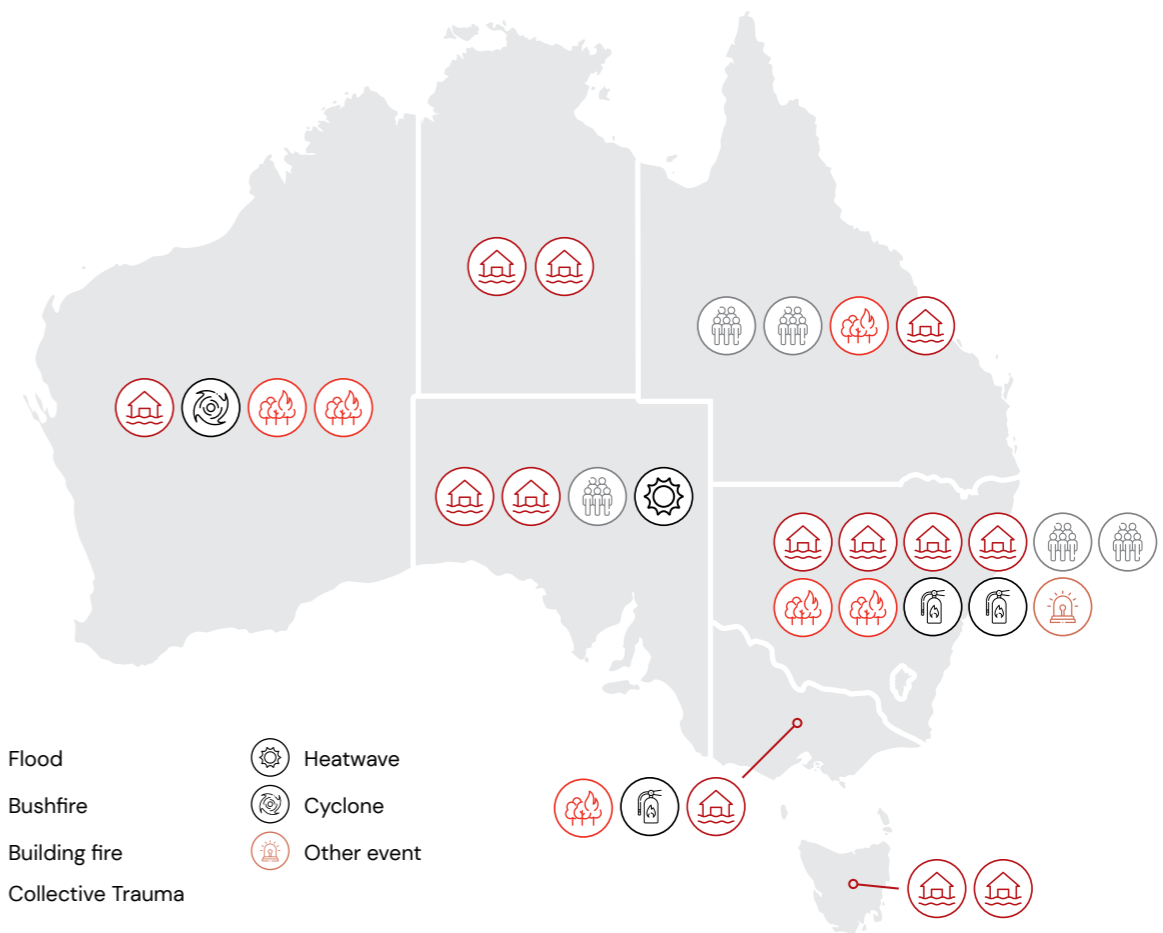 Flood
Bushfire
Building fire
Collective Trauma
Heatwave
Cyclone
Other event